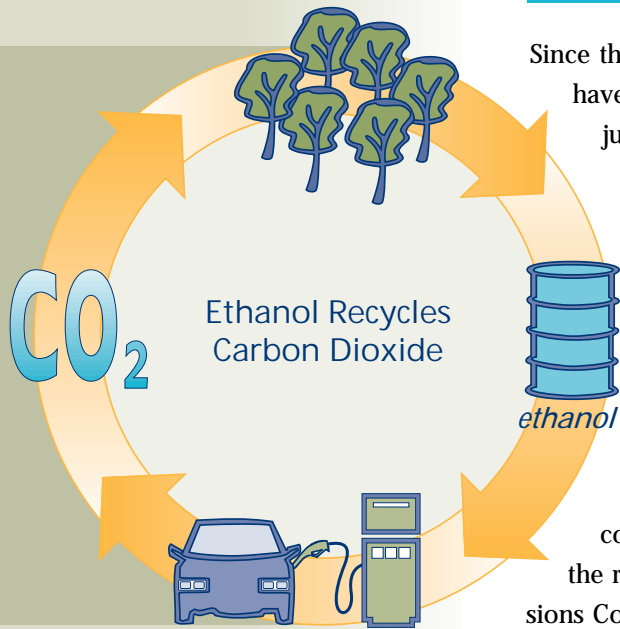 Since th
have
ju
Ethanol Recycles
Carbon Dioxide
CO₂
ethanol
co
the r
sions Co